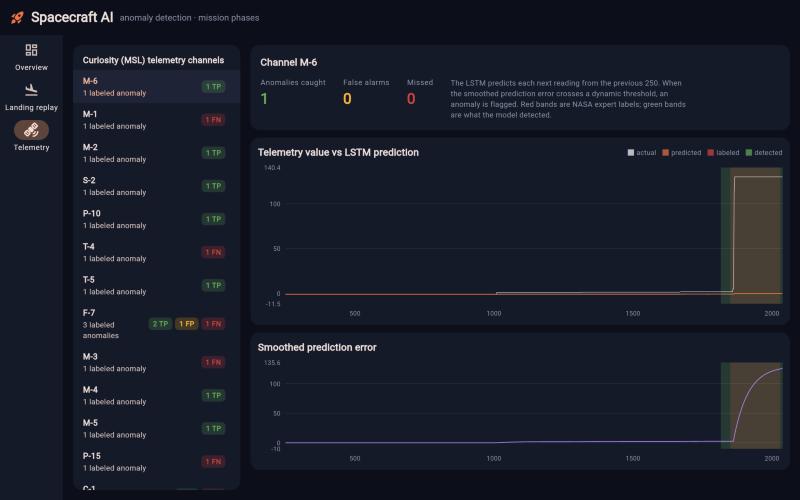 Spacecraft AI
anomaly detection · mission phases
Overview
Landing replay
Telemetry
Curiosity (MSL) telemetry channels
M-6
1 labeled anomaly
1 TP
M-1
1 labeled anomaly
1 FN
M-2
1 labeled anomaly
1 TP
S-2
1 labeled anomaly
1 TP
P-10
1 labeled anomaly
1 TP
T-4
1 labeled anomaly
1 FN
T-5
1 labeled anomaly
1 TP
F-7
3 labeled
anomalies
2 TP
1 FP
1 FN
M-3
1 labeled anomaly
1 FN
M-4
1 labeled anomaly
1 TP
M-5
1 labeled anomaly
1 TP
P-15
1 labeled anomaly
1 FN
C-1
Channel M-6
Anomalies caught
1
False alarms
0
Missed
0
The LSTM predicts each next reading from the previous 250. When
the smoothed prediction error crosses a dynamic threshold, an
anomaly is flagged. Red bands are NASA expert labels; green bands
are what the model detected.
Telemetry value vs LSTM prediction
actual
predicted
labeled
detected
140.4
100
50
0
-11.5
500
1000
1500
2000
Smoothed prediction error
135.6
100
50
0
-10
500
1000
1500
2000